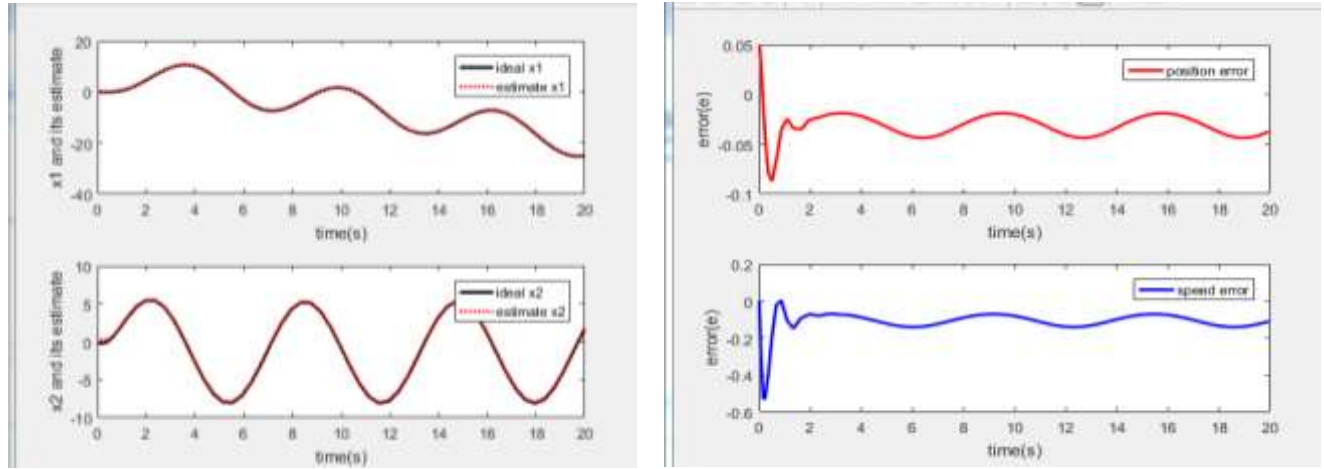 20
0
-20
-40
x1 and its estimate
ideal x1
estimate x1
0 2 4 6 8 10 12 14 16 18 20
time(s)
10
5
0
-5
-10
x2 and its estimate
ideal x2
estimate x2
0 2 4 6 8 10 12 14 16 18 20
time(s)
0.05
0
-0.05
-0.1
error(e)
position error
0 2 4 6 8 10 12 14 16 18 20
time(s)
0.2
0
-0.2
-0.4
-0.6
error(e)
speed error
0 2 4 6 8 10 12 14 16 18 20
time(s)